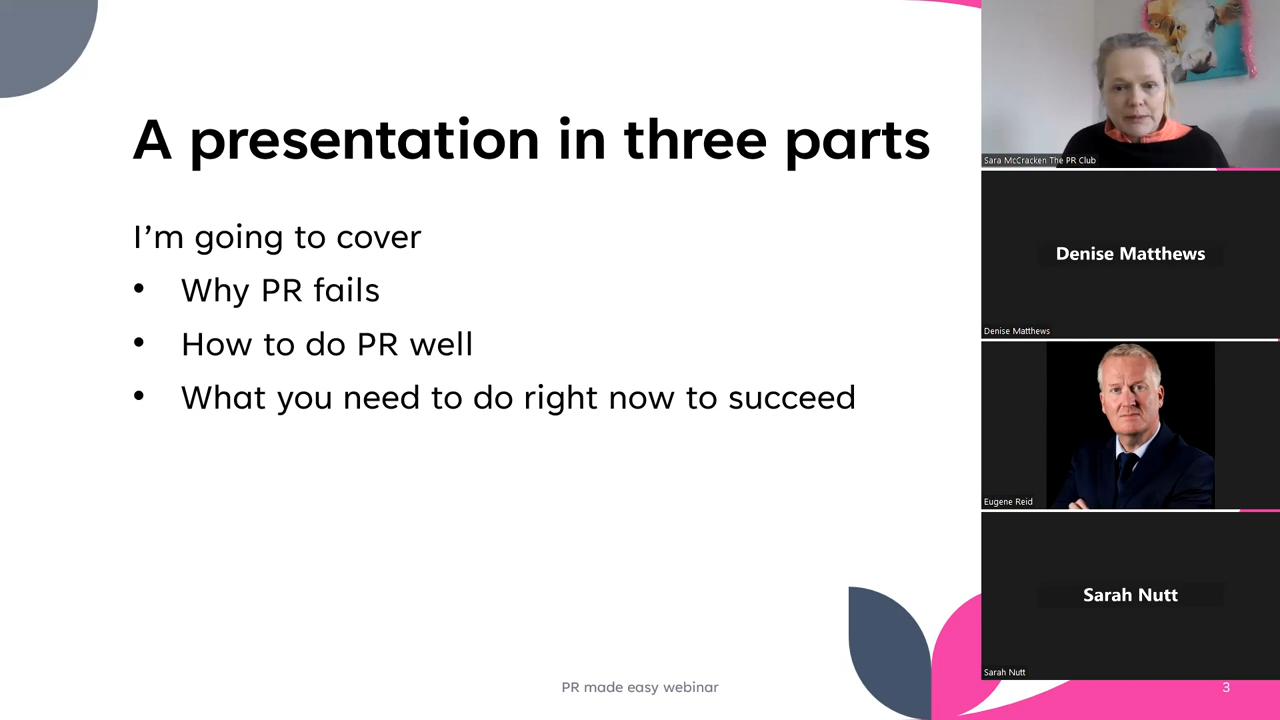 A presentation in three parts
I’m going to cover
• Why PR fails
• How to do PR well
• What you need to do right now to succeed
PR made easy webinar
3
Sara McCracken The PR Club
Denise Matthews
Denise Matthews
Eugene Reid
Sarah Nutt
Sarah Nutt